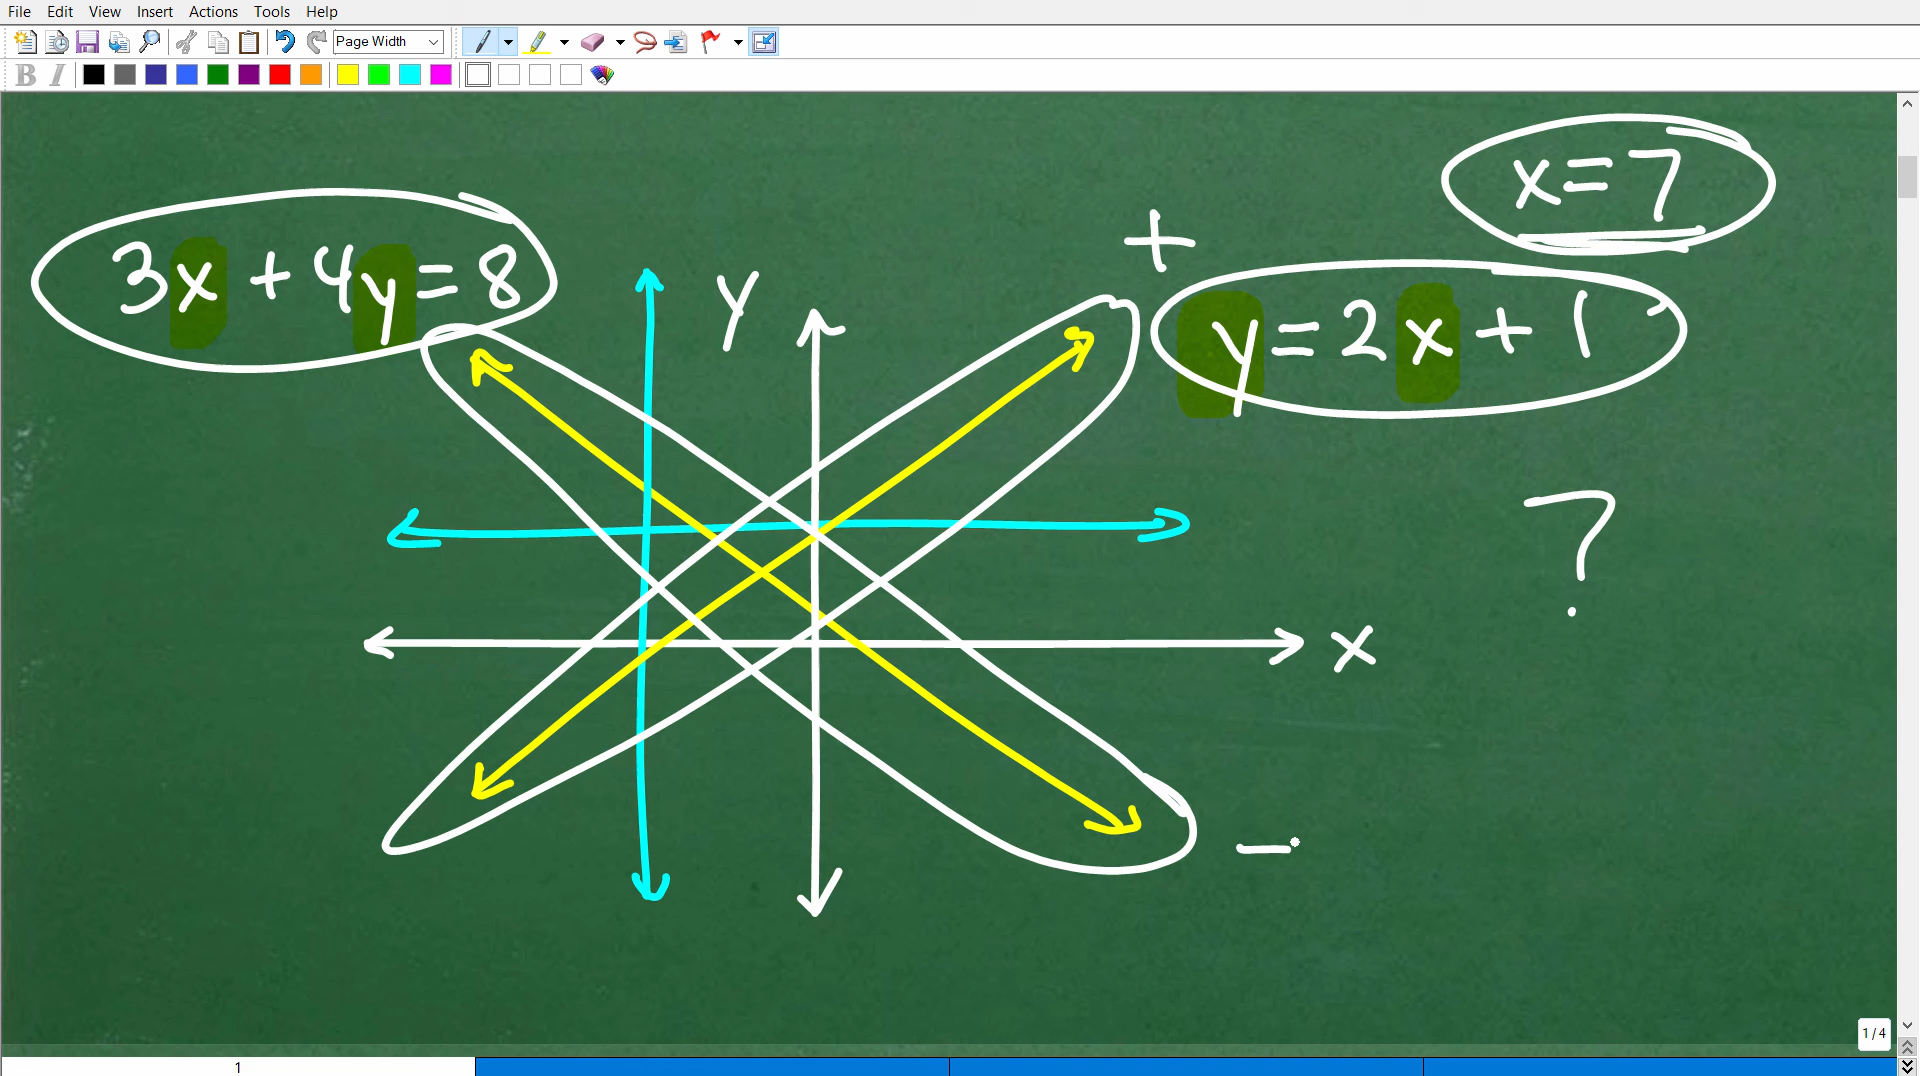 File Edit View Insert Actions Tools Help
Page Width
B I
x = 7
3x + 4y = 8
y
+
y = 2x + 1
?
x
−
1 / 4
1